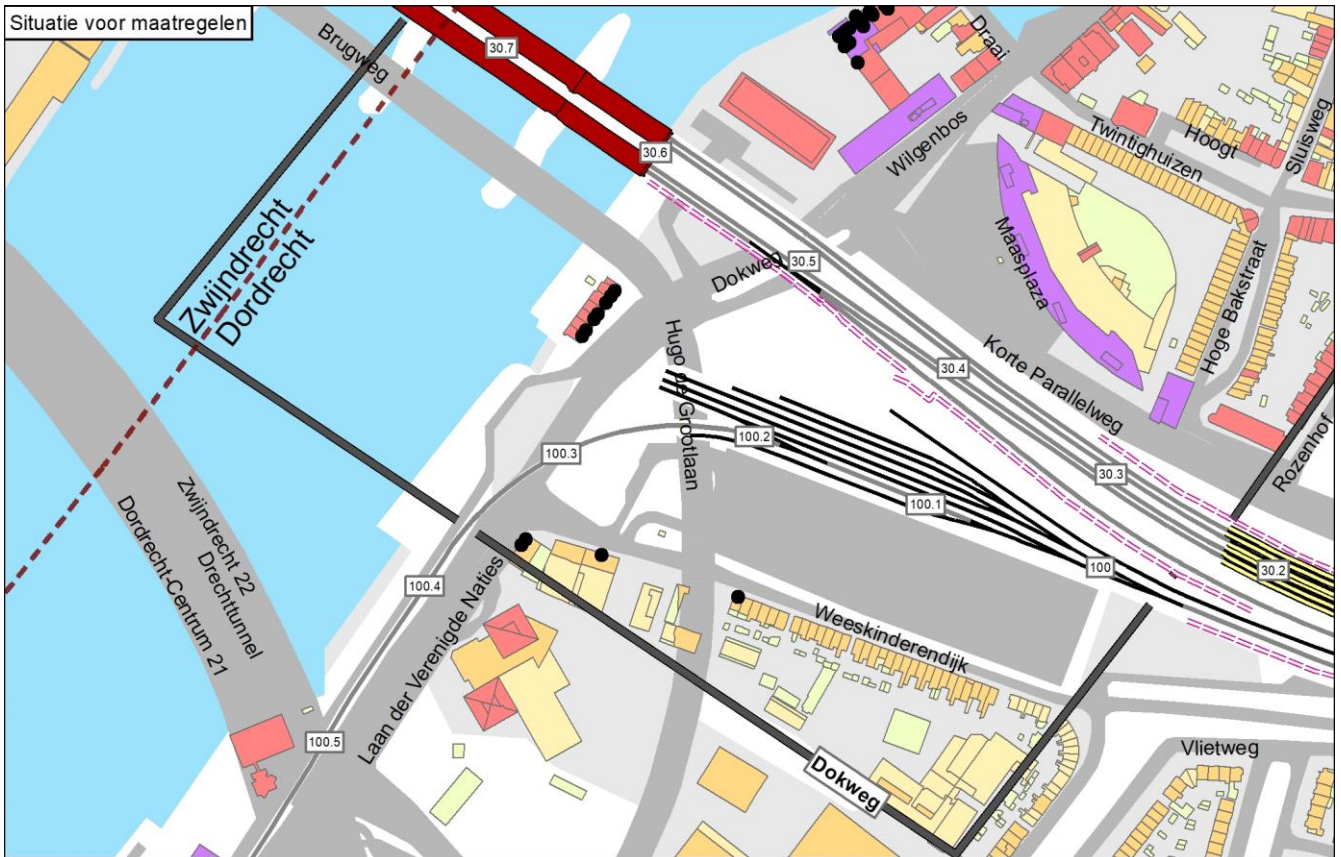 Situatie voor maatregelen
Brugweg
30.7
Draai
30.6
Wilgenbos
Twintighuizen
Hoogt
Sluisweg
Zwijndrecht
Dordrecht
Dokweg
30.5
Maasplaza
Hoge Bakstraat
Hugo de Grootlaan
30.4
Korte Parallelweg
100.2
100.3
30.3
Rozenhof
100.1
30.2
100
100.4
Zwijndrecht 22
Drechttunnel
Dordrecht-Centrum 21
Laan der Verenigde Naties
Weeskinderendijk
100.5
Dokweg
Vlietweg